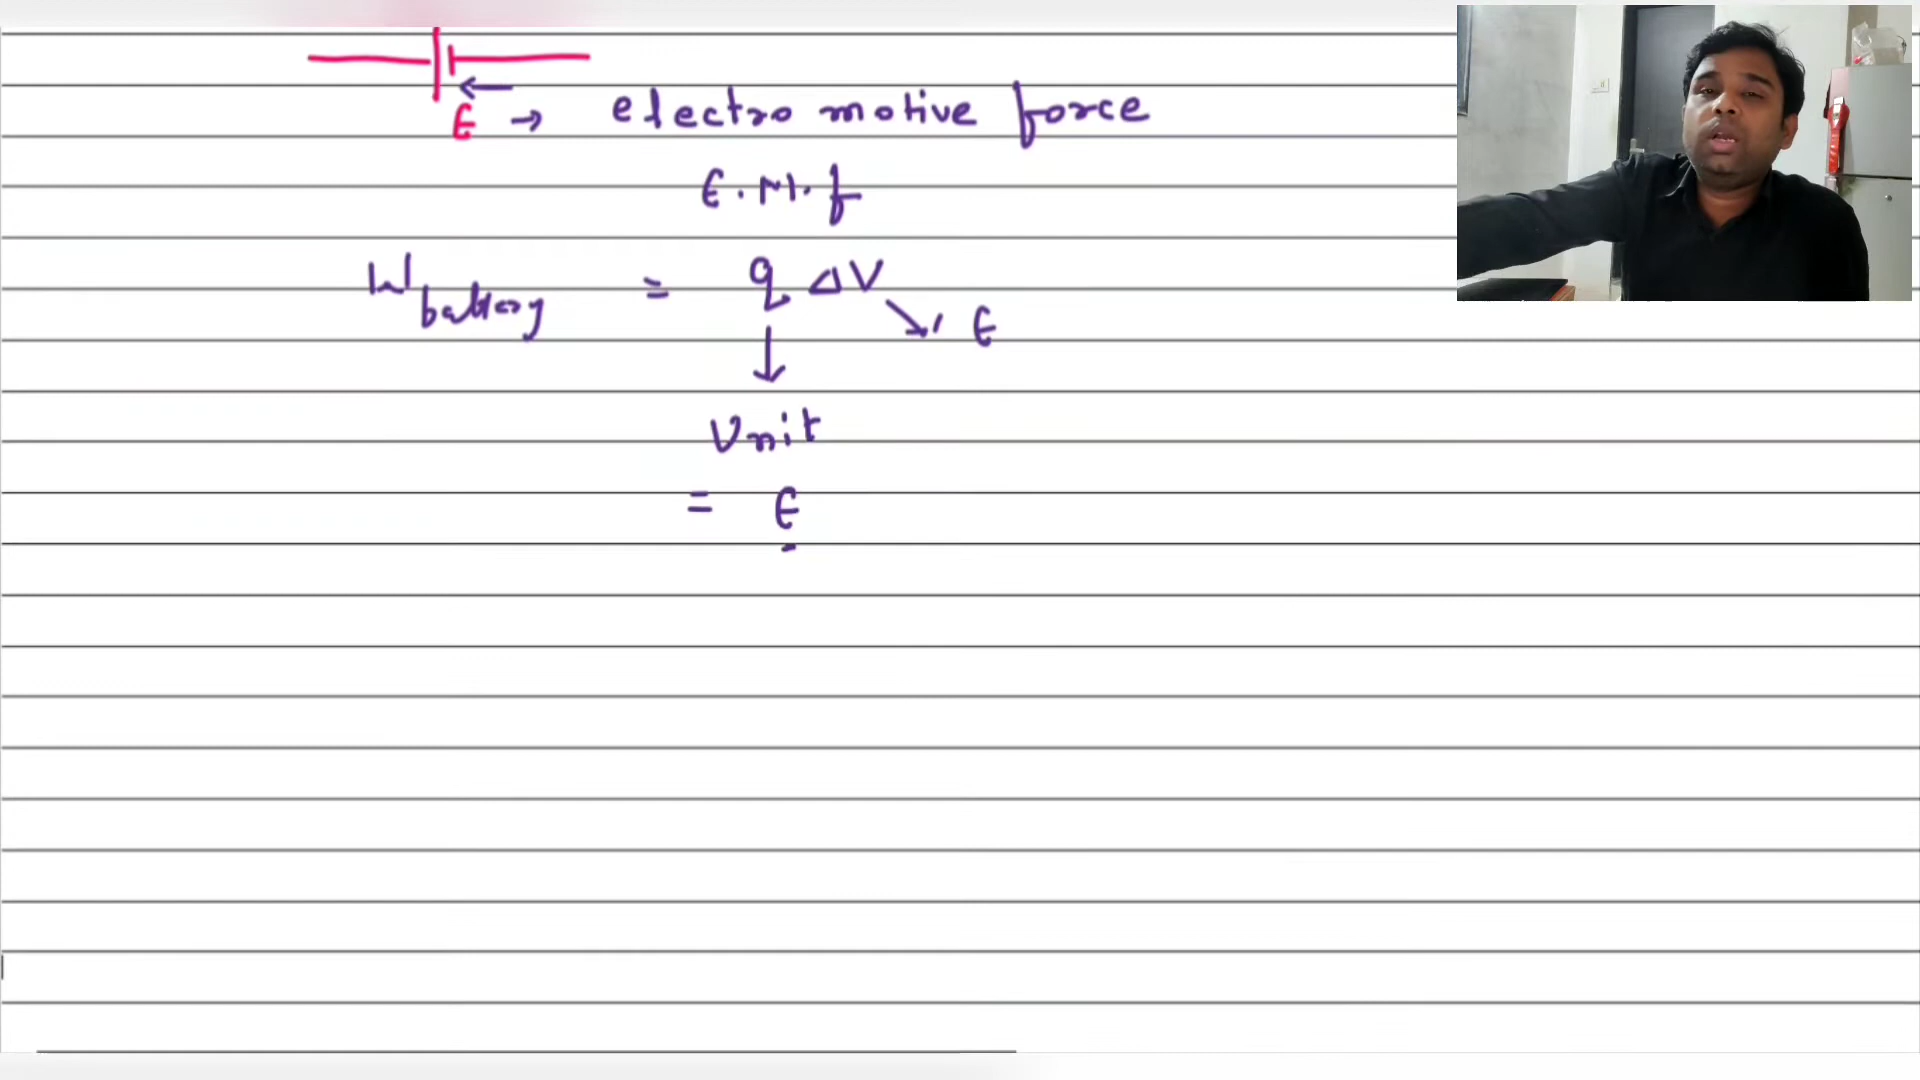 E → electro motive force
E.M.f
W battery = q ΔV
E
Unit
= E